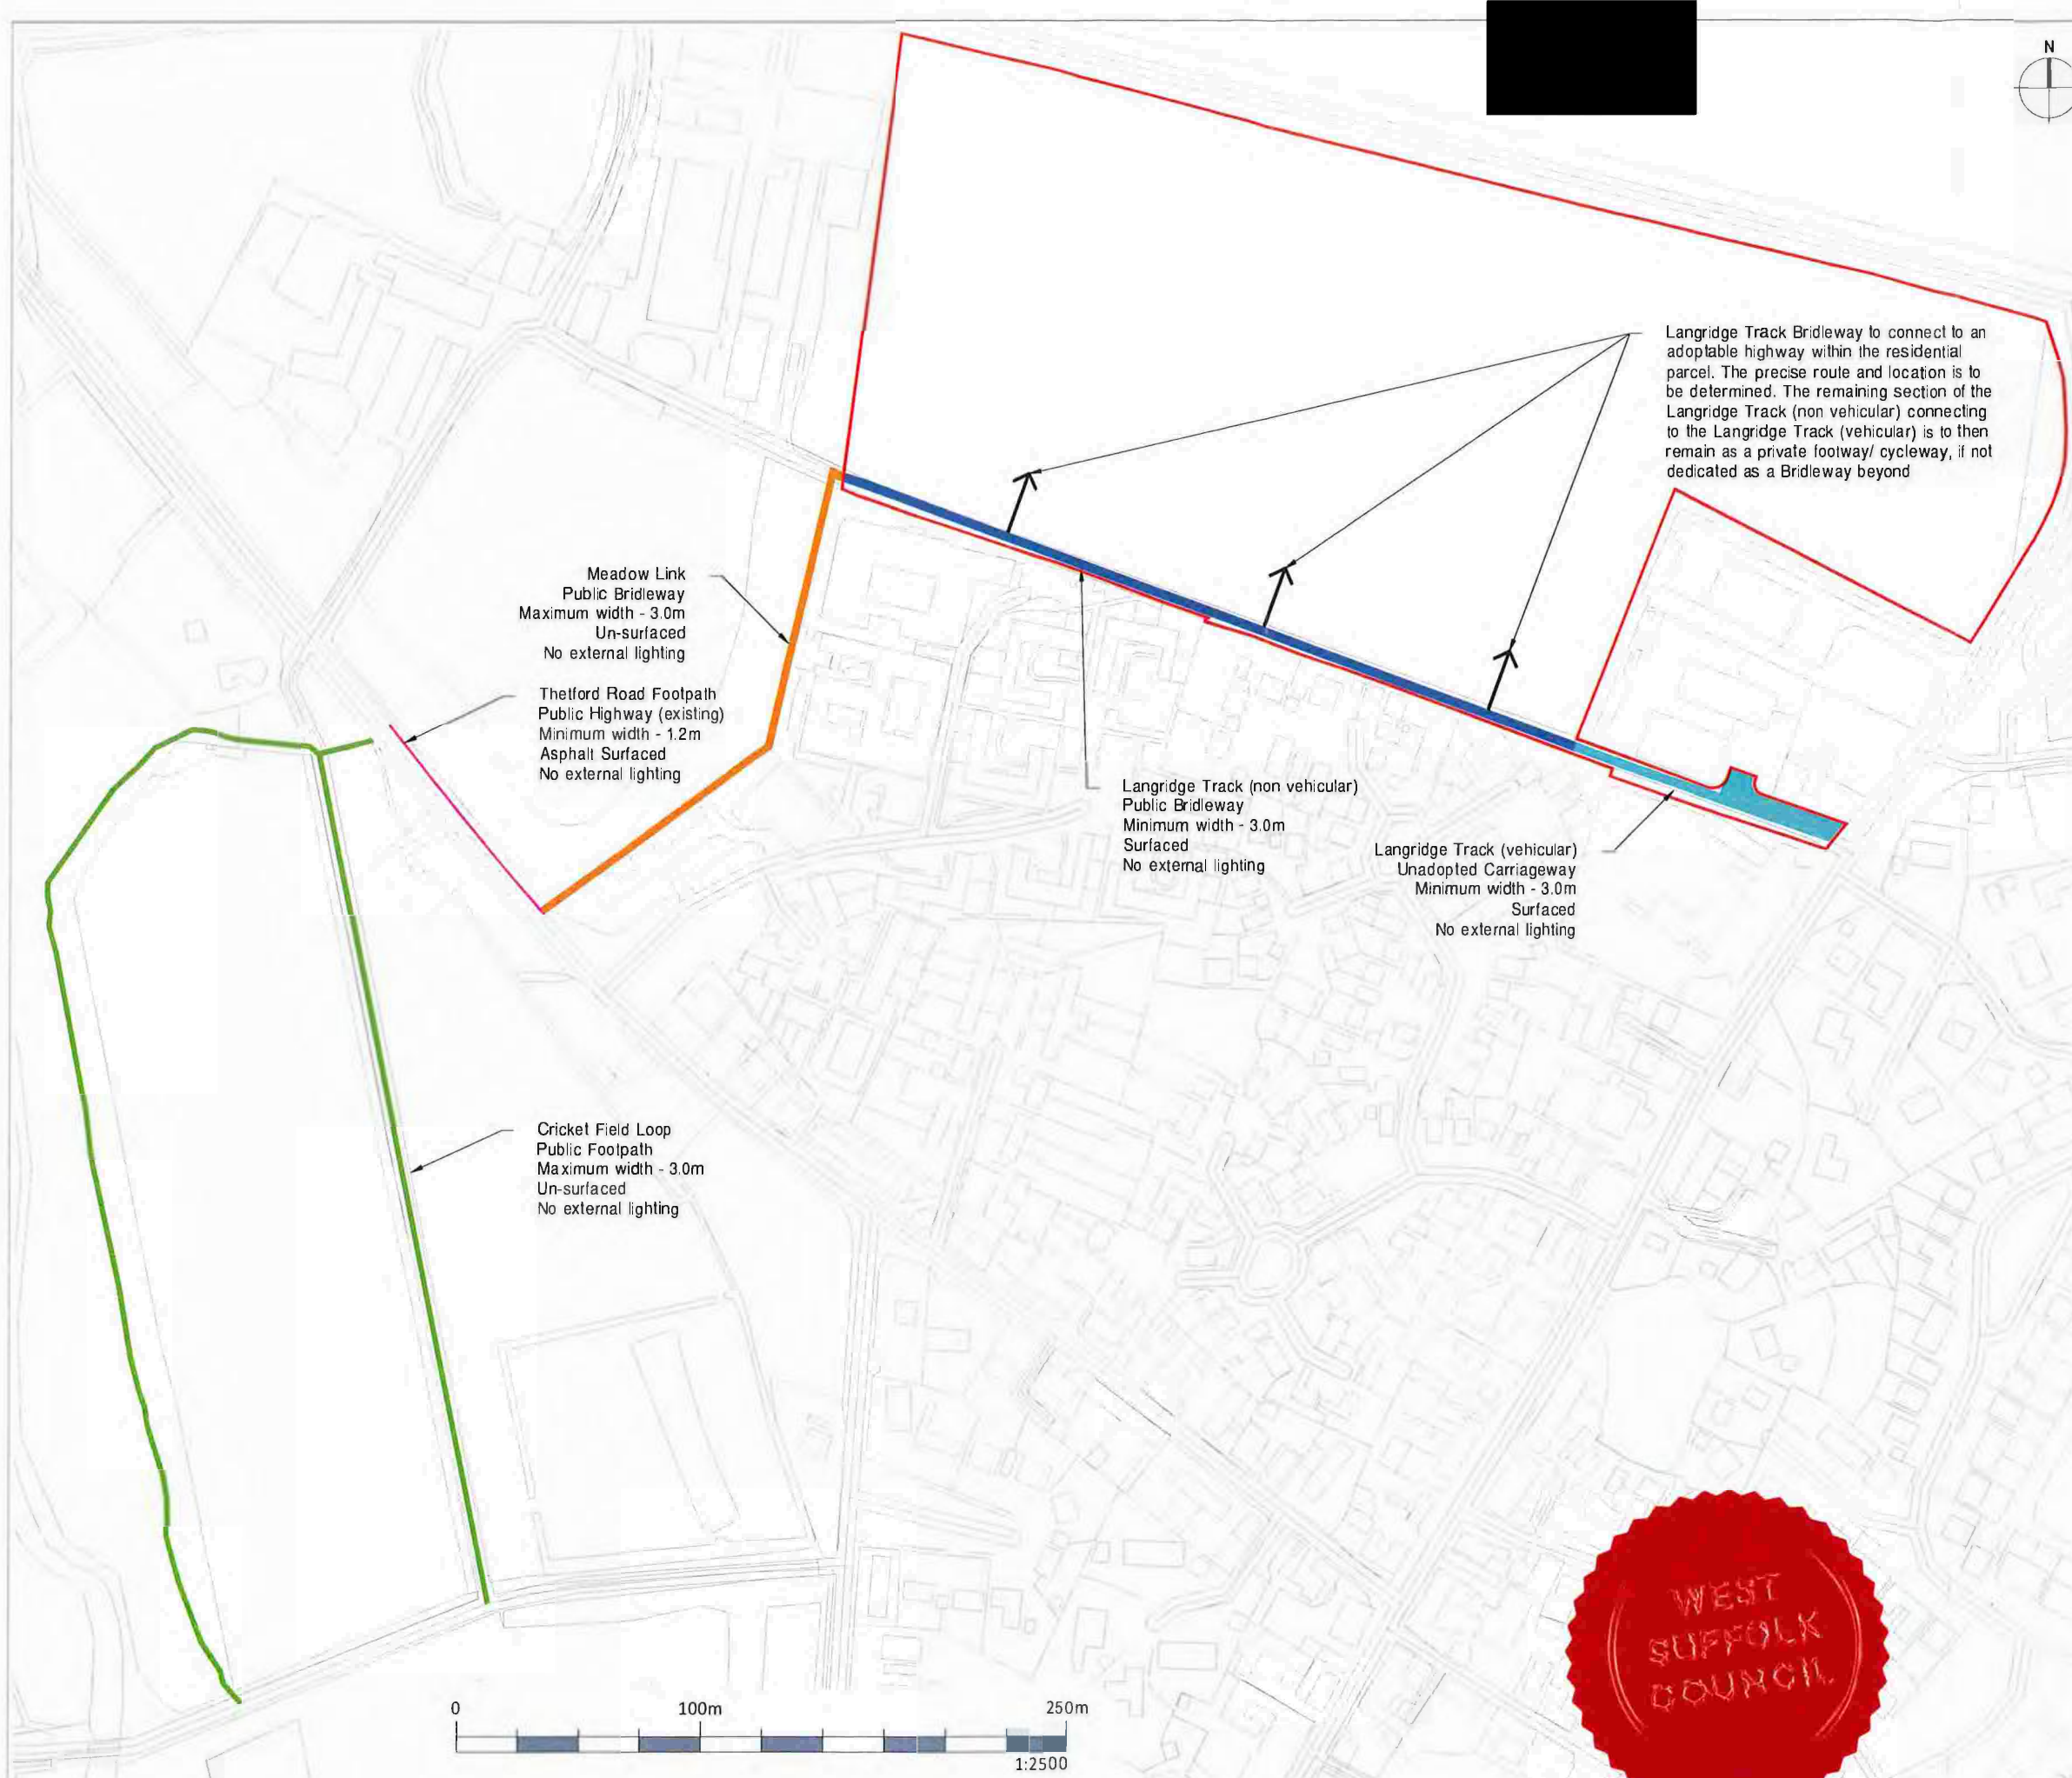 N
Langridge Track Bridleway to connect to an
adoptable highway within the residential
parcel. The precise route and location is to
be determined. The remaining section of the
Langridge Track (non vehicular) connecting
to the Langridge Track (vehicular) is to then
remain as a private footway/ cycleway, if not
dedicated as a Bridleway beyond
Meadow Link
Public Bridleway
Maximum width - 3.0m
Un-surfaced
No external lighting
Thetford Road Footpath
Public Highway (existing)
Minimum width - 1.2m
Asphalt Surfaced
No external lighting
Langridge Track (non vehicular)
Public Bridleway
Minimum width - 3.0m
Surfaced
No external lighting
Langridge Track (vehicular)
Unadopted Carriageway
Minimum width - 3.0m
Surfaced
No external lighting
Cricket Field Loop
Public Footpath
Maximum width - 3.0m
Un-surfaced
No external lighting
0 100m 250m
1:2500
WEST
SUFFOLK
COUNCIL